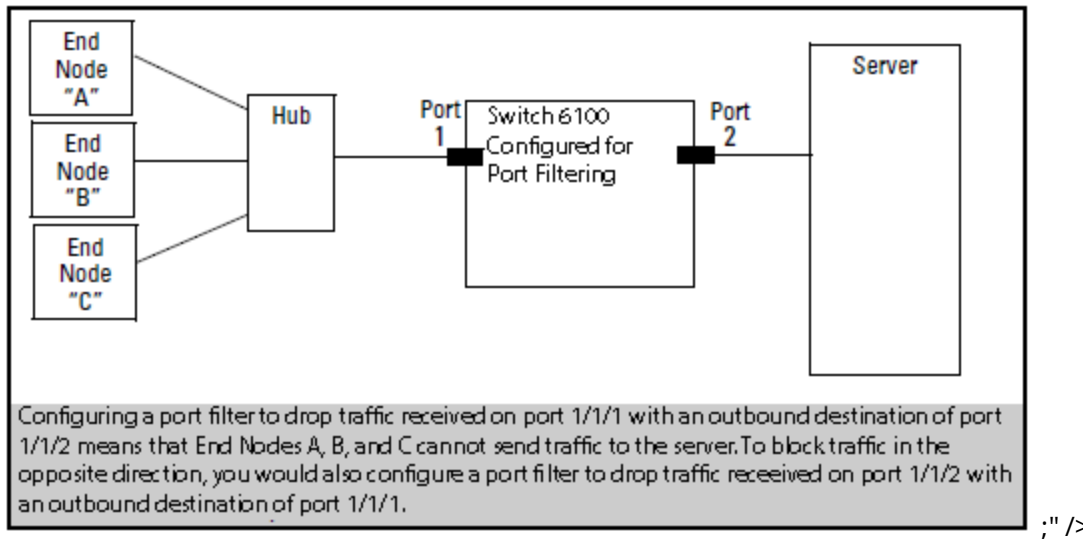 End
Node
"A"
End
Node
"B"
End
Node
"C"
Hub
Port
1
Switch 6100
Configured for
Port Filtering
Port
2
Server
Configuring a port filter to drop traffic received on port 1/1/1 with an outbound destination of port
1/1/2 means that End Nodes A, B, and C cannot send traffic to the server. To block traffic in the
opposite direction, you would also configure a port filter to drop traffic receeived on port 1/1/2 with
an outbound destination of port 1/1/1.
;" />